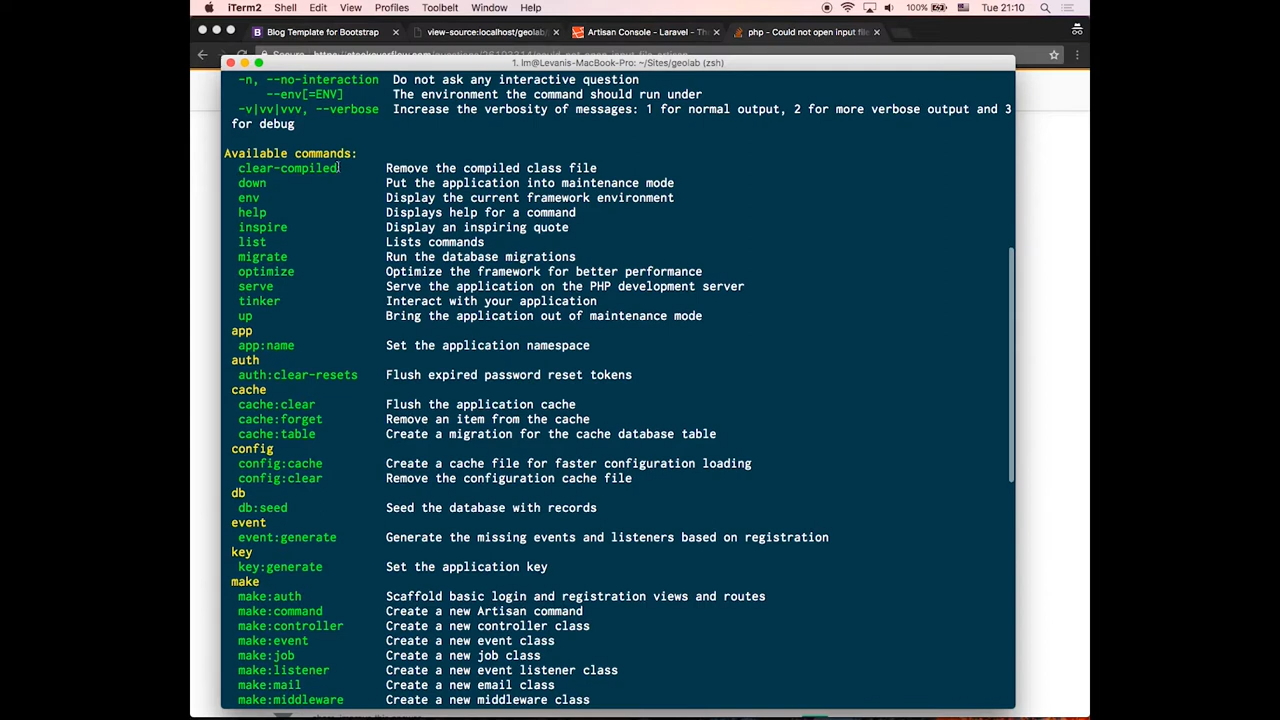 iTerm2 Shell Edit View Profiles Toolbelt Window Help 100% Tue 21:10
Blog Template for Bootstrap view-source:localhost/geolab/ Artisan Console - Laravel - The php - Could not open input file
Secure https://stackoverflow.com/questions/
1. lm@Levanis-MacBook-Pro: ~/Sites/geolab (zsh)
-n, --no-interaction Do not ask any interactive question
--env[=ENV] The environment the command should run under
-v|vv|vvv, --verbose Increase the verbosity of messages: 1 for normal output, 2 for more verbose output and 3
for debug
Available commands:
clear-compiled Remove the compiled class file
down Put the application into maintenance mode
env Display the current framework environment
help Displays help for a command
inspire Display an inspiring quote
list Lists commands
migrate Run the database migrations
optimize Optimize the framework for better performance
serve Serve the application on the PHP development server
tinker Interact with your application
up Bring the application out of maintenance mode
app
app:name Set the application namespace
auth
auth:clear-resets Flush expired password reset tokens
cache
cache:clear Flush the application cache
cache:forget Remove an item from the cache
cache:table Create a migration for the cache database table
config
config:cache Create a cache file for faster configuration loading
config:clear Remove the configuration cache file
db
db:seed Seed the database with records
event
event:generate Generate the missing events and listeners based on registration
key
key:generate Set the application key
make
make:auth Scaffold basic login and registration views and routes
make:command Create a new Artisan command
make:controller Create a new controller class
make:event Create a new event class
make:job Create a new job class
make:listener Create a new event listener class
make:mail Create a new email class
make:middleware Create a new middleware class